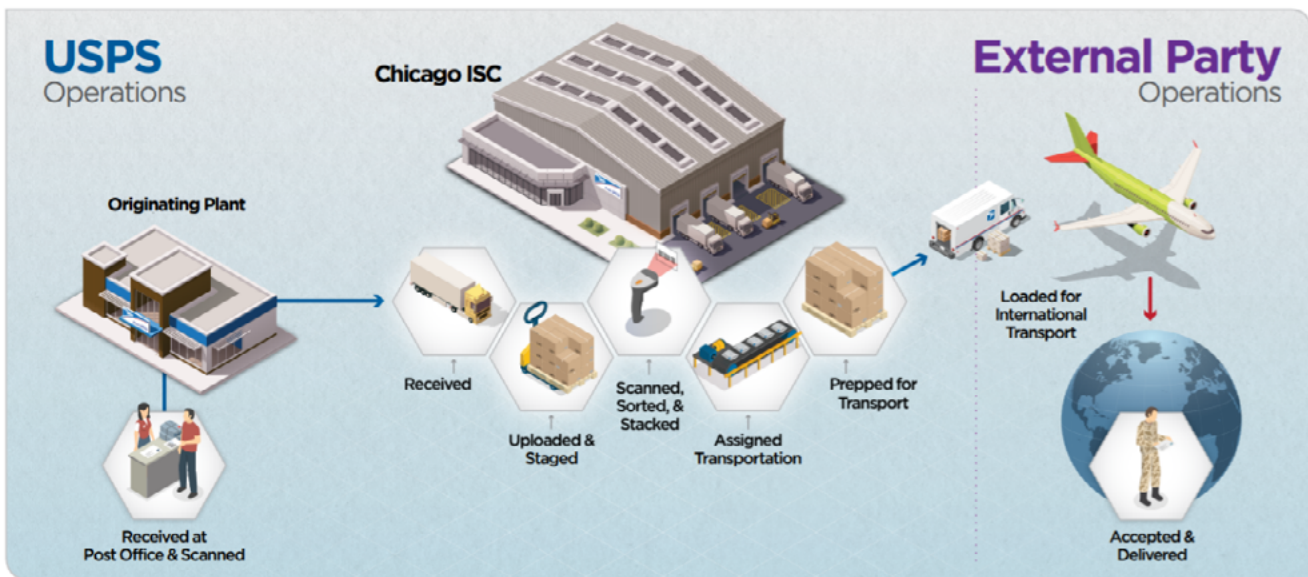 USPS
Operations
Chicago ISC
External Party
Operations
Originating Plant
Received at
Post Office & Scanned
Received
Uploaded &
Staged
Scanned,
Sorted, &
Stacked
Assigned
Transportation
Prepped for
Transport
Loaded for
International
Transport
Accepted &
Delivered